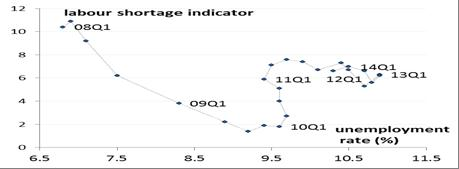 12
labour shortage indicator
10
08Q1
8
14Q1
6
11Q1
12Q1
13Q1
4
09Q1
2
10Q1
unemployment
rate (%)
0
6.5
7.5
8.5
9.5
10.5
11.5